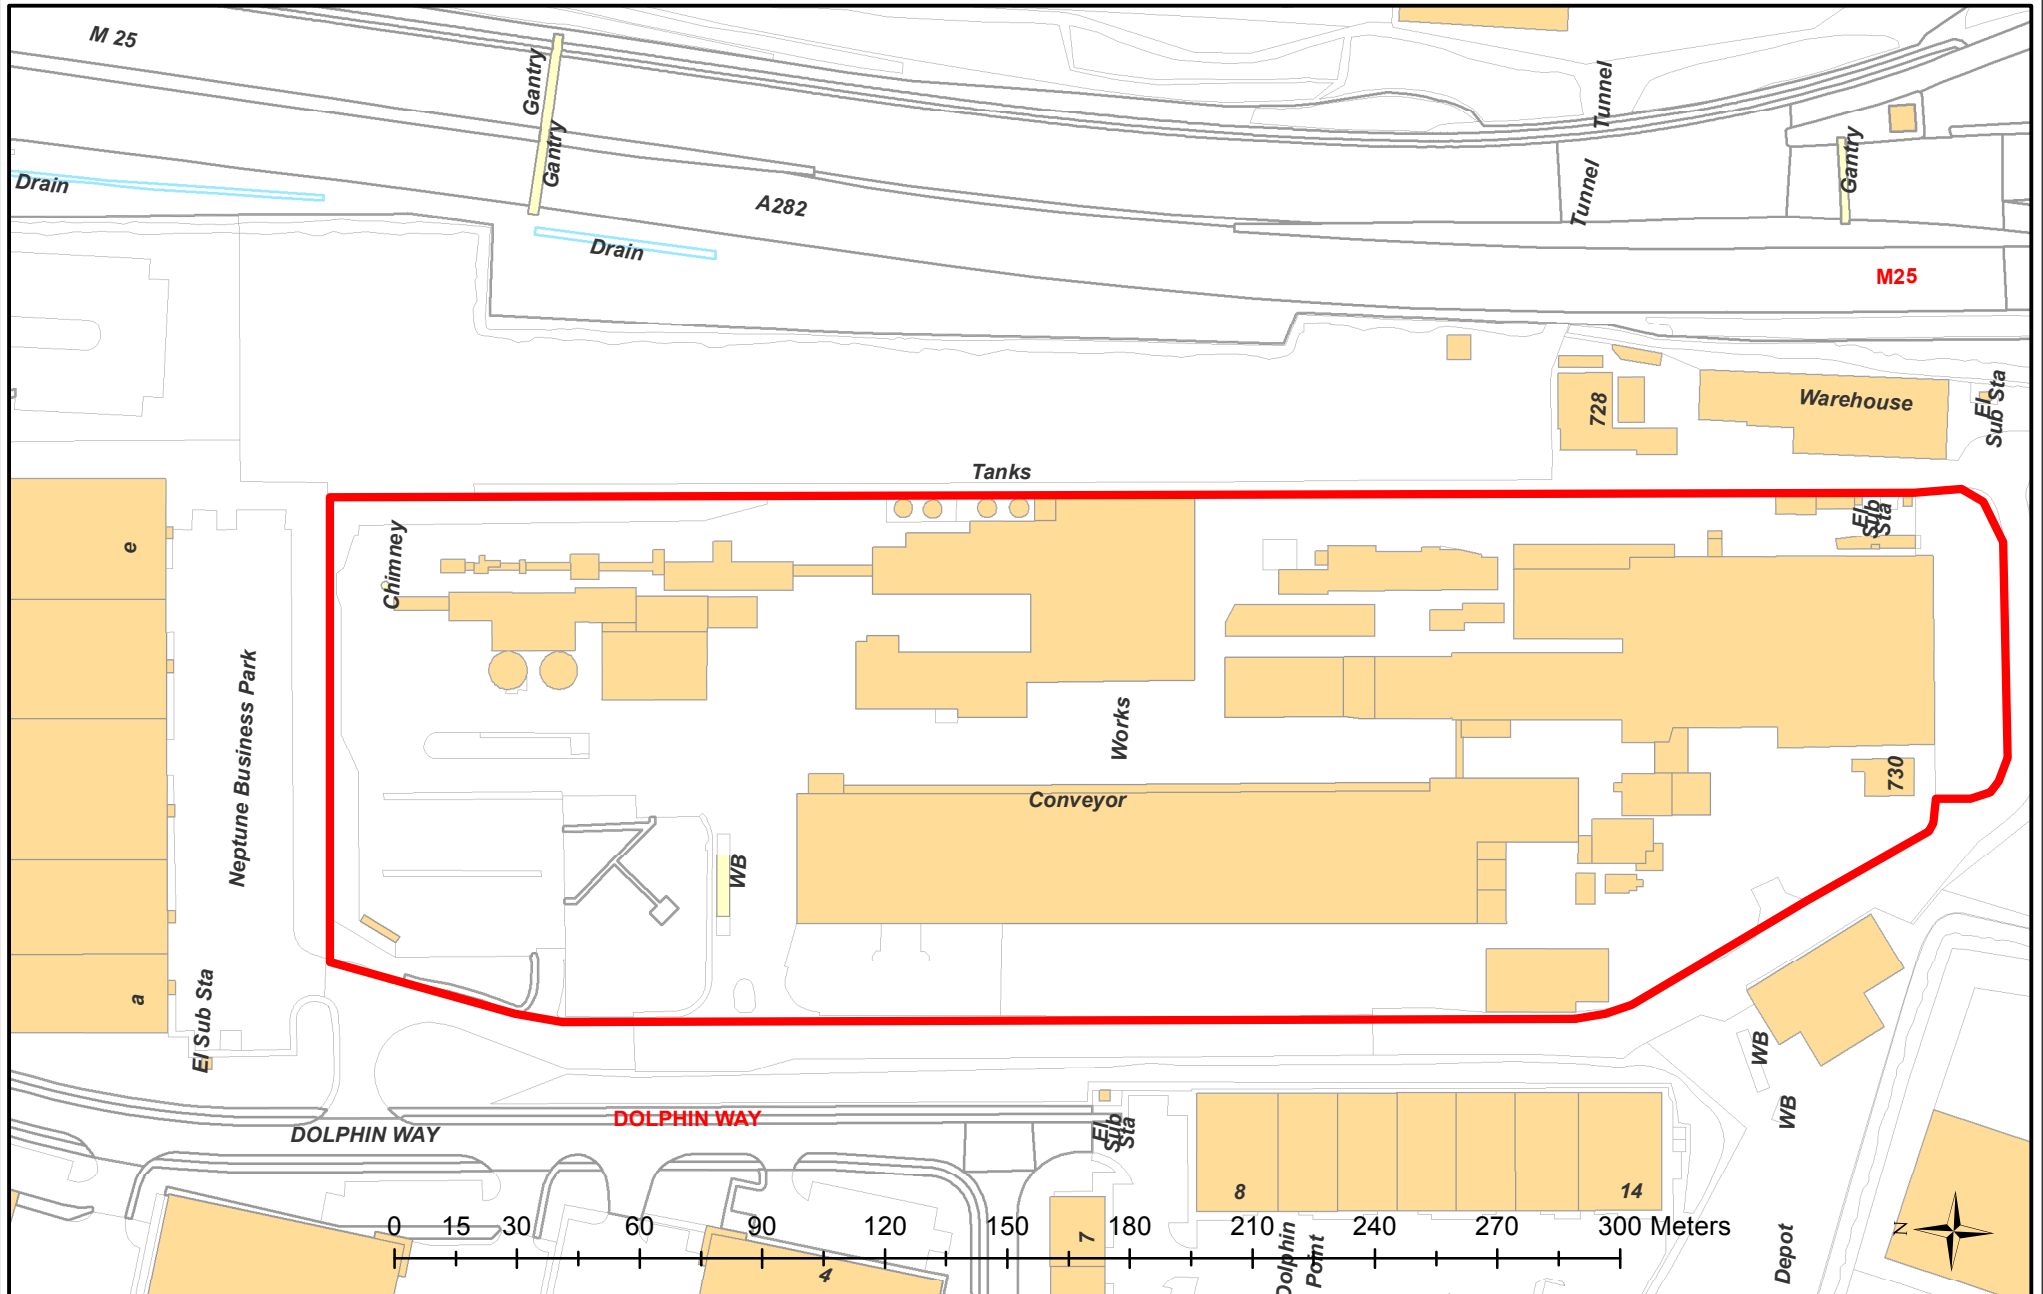 M 25
Gantry
Gantry
Tunnel
Tunnel
Gantry
Drain
A282
Drain
M25
728
Warehouse
El
Sub Sta
Tanks
Chimney
El
Sub
Sta
e
Neptune Business Park
Works
730
Conveyor
WB
a
El Sub Sta
WB
WB
DOLPHIN WAY
DOLPHIN WAY
El
Sub
Sta
8
14
7
4
Dolphin
Point
Depot
0 15 30 60 90 120 150 180 210 240 270 300 Meters
N